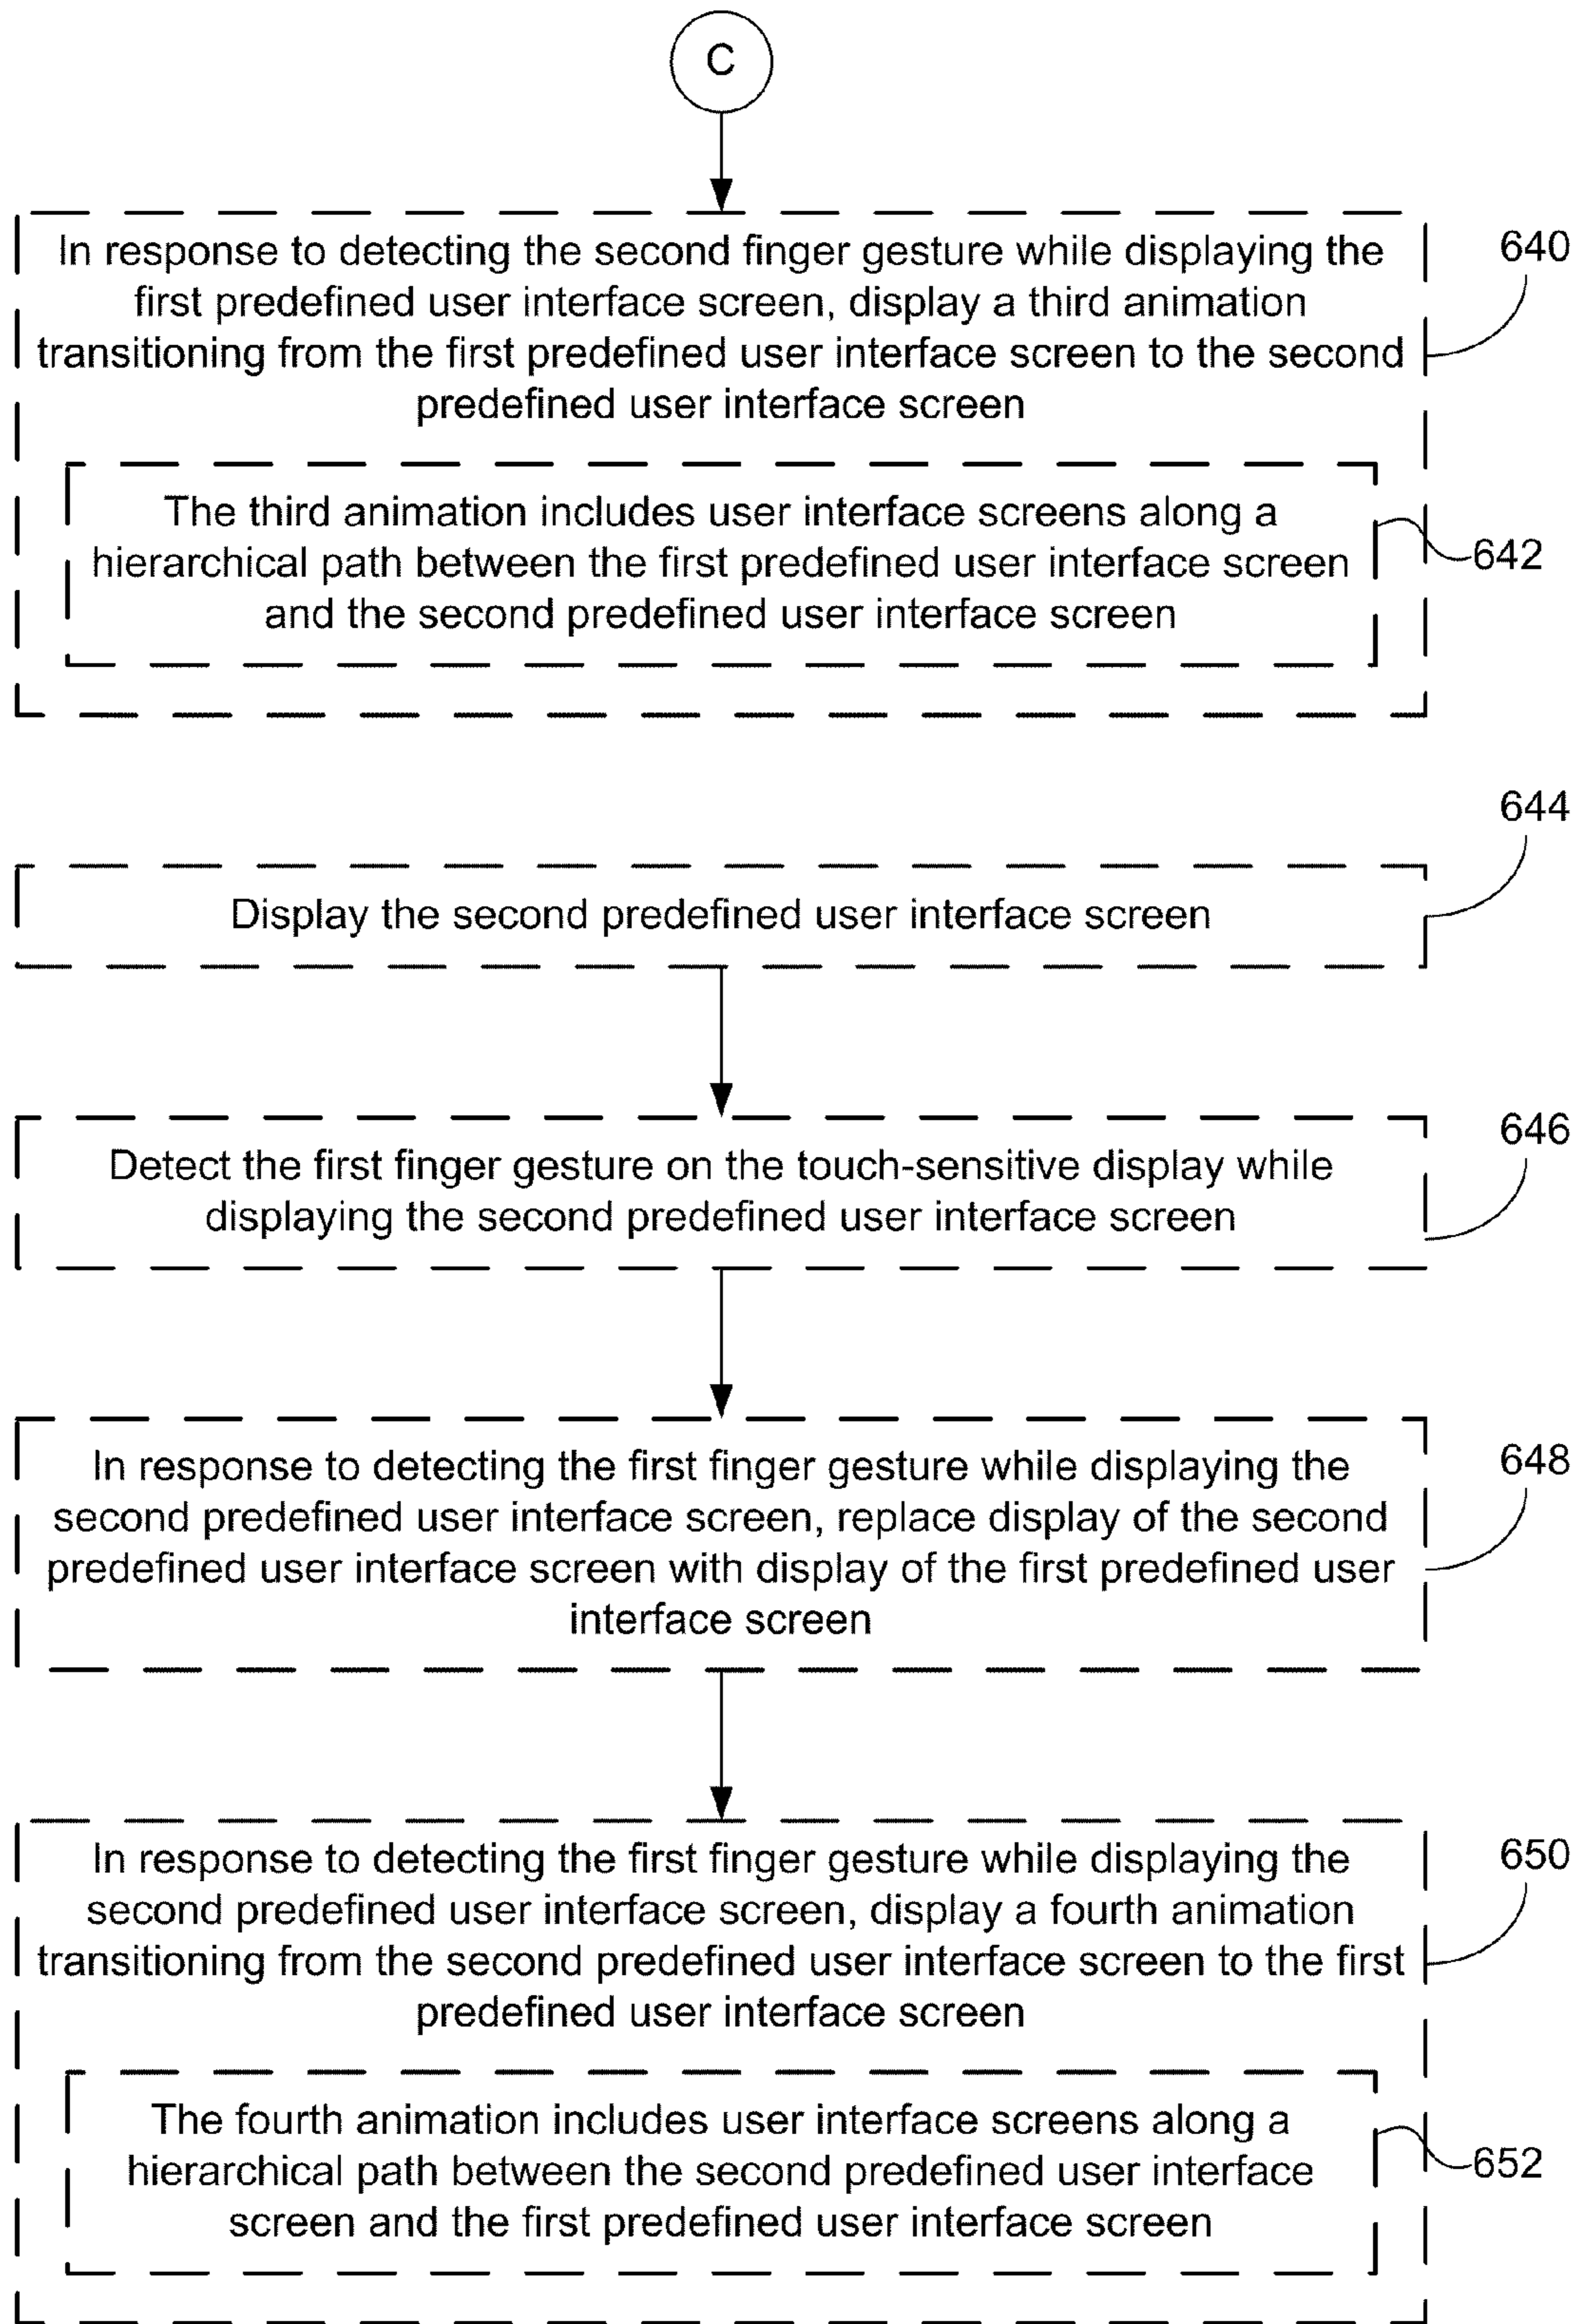 C
In response to detecting the second finger gesture while displaying the
first predefined user interface screen, display a third animation
transitioning from the first predefined user interface screen to the second
predefined user interface screen
640
The third animation includes user interface screens along a
hierarchical path between the first predefined user interface screen
and the second predefined user interface screen
642
644
Display the second predefined user interface screen
646
Detect the first finger gesture on the touch-sensitive display while
displaying the second predefined user interface screen
648
In response to detecting the first finger gesture while displaying the
second predefined user interface screen, replace display of the second
predefined user interface screen with display of the first predefined user
interface screen
650
In response to detecting the first finger gesture while displaying the
second predefined user interface screen, display a fourth animation
transitioning from the second predefined user interface screen to the first
predefined user interface screen
The fourth animation includes user interface screens along a
hierarchical path between the second predefined user interface
screen and the first predefined user interface screen
652